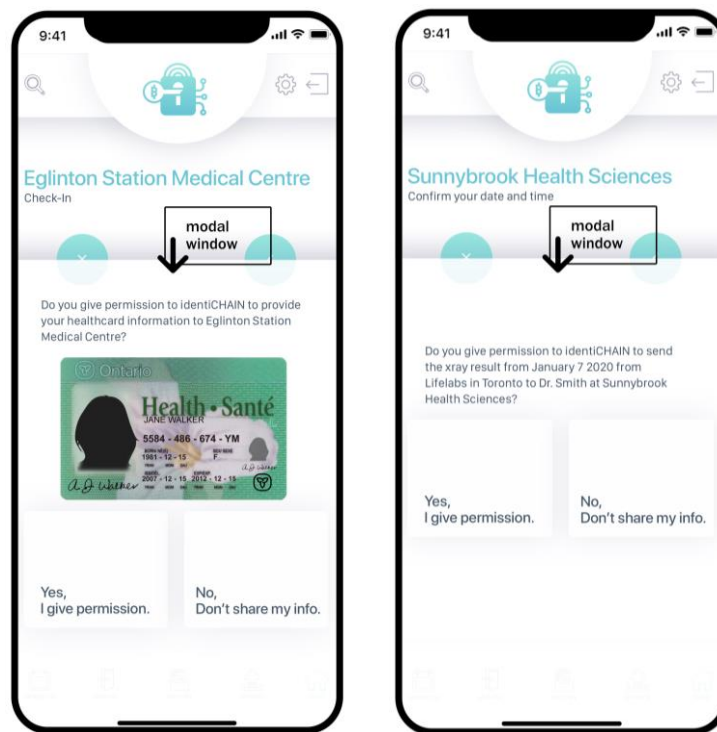 9:41
Eglinton Station Medical Centre
Check-In
modal
window
Do you give permission to identiCHAIN to provide
your healthcard information to Eglinton Station
Medical Centre?
Ontario
Health • Santé
JANE WALKER
5584 - 486 - 674 - YM
1981 - 12 - 15
F
2007 - 12 - 15 2012 - 12 - 15
A. J. Walker
Yes,
I give permission.
No,
Don't share my info.
9:41
Sunnybrook Health Sciences
Confirm your date and time
modal
window
Do you give permission to identiCHAIN to send
the xray result from January 7 2020 from
Lifelabs in Toronto to Dr. Smith at Sunnybrook
Health Sciences?
Yes,
I give permission.
No,
Don't share my info.